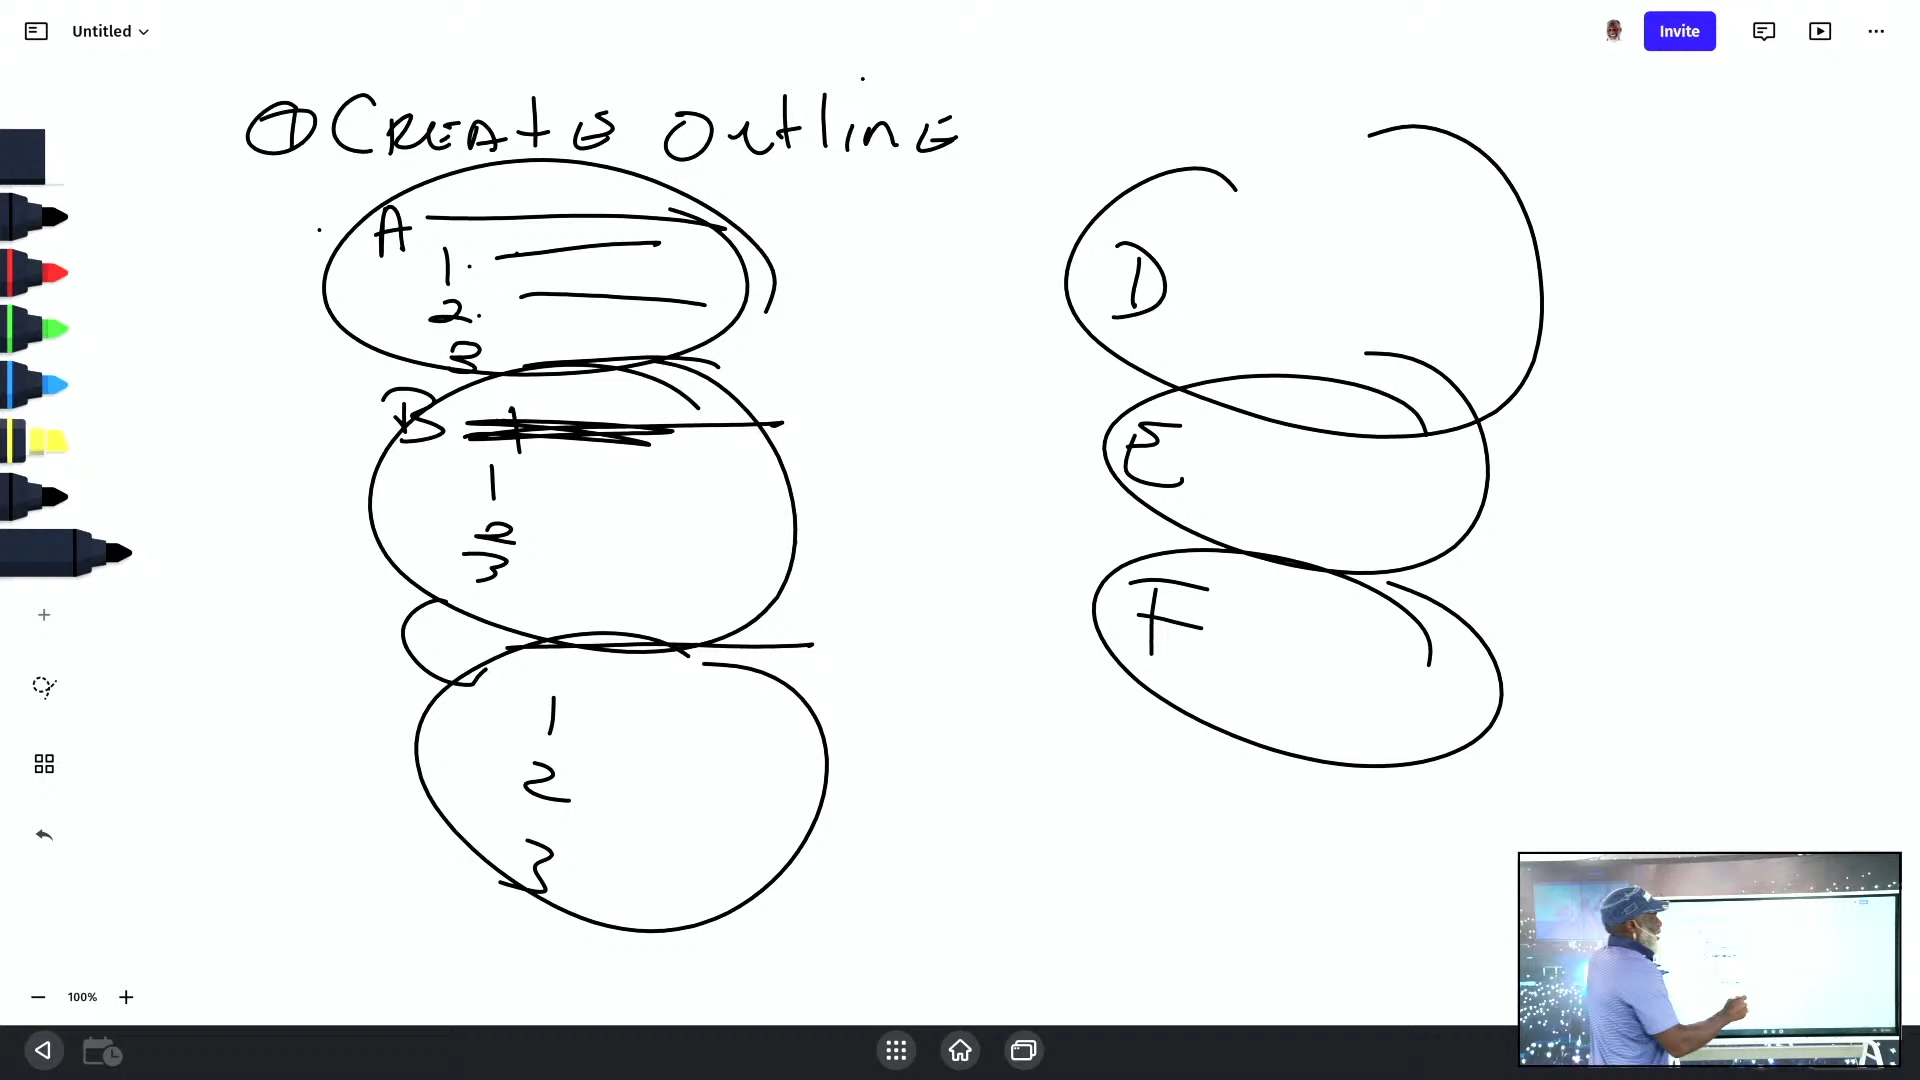 Untitled
Invite
① Create Outline
A
1.
2.
3
B
1
2
3
C
1
2
3
D
E
F
100%